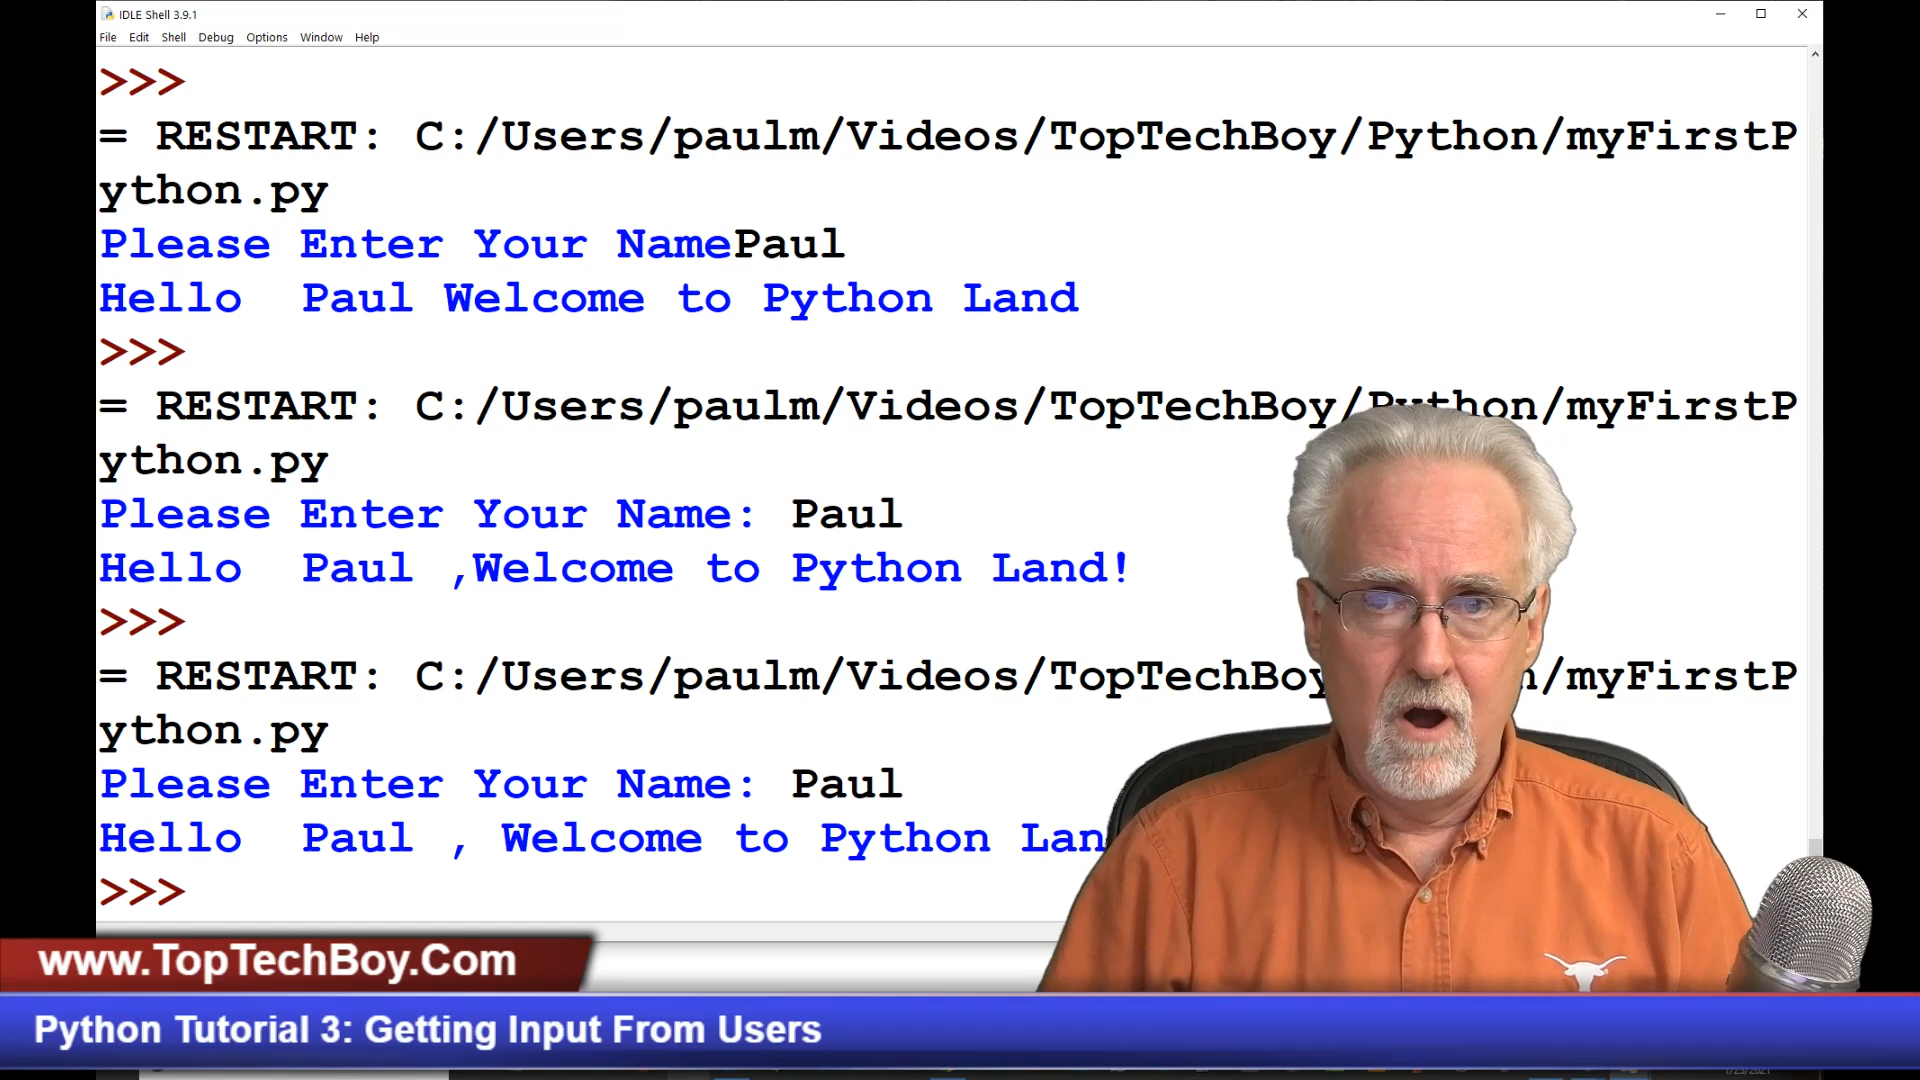 IDLE Shell 3.9.1
File Edit Shell Debug Options Window Help
>>>
= RESTART: C:/Users/paulm/Videos/TopTechBoy/Python/myFirstP
ython.py
Please Enter Your NamePaul
Hello  Paul Welcome to Python Land
>>>
= RESTART: C:/Users/paulm/Videos/TopTechBoy/Python/myFirstP
ython.py
Please Enter Your Name: Paul
Hello  Paul ,Welcome to Python Land!
>>>
= RESTART: C:/Users/paulm/Videos/TopTechBoy n/myFirstP
ython.py
Please Enter Your Name: Paul
Hello  Paul , Welcome to Python Lan
>>>
www.TopTechBoy.Com
Python Tutorial 3: Getting Input From Users